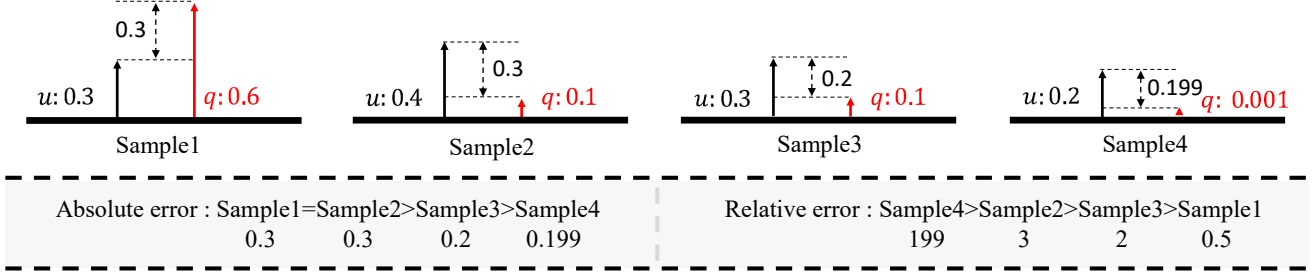 0.3
u: 0.3
q: 0.6
Sample1
0.3
u: 0.4
q: 0.1
Sample2
0.2
u: 0.3
q: 0.1
Sample3
0.199
u: 0.2
q: 0.001
Sample4
Absolute error : Sample1=Sample2>Sample3>Sample4
0.3 0.3 0.2 0.199
Relative error : Sample4>Sample2>Sample3>Sample1
199 3 2 0.5